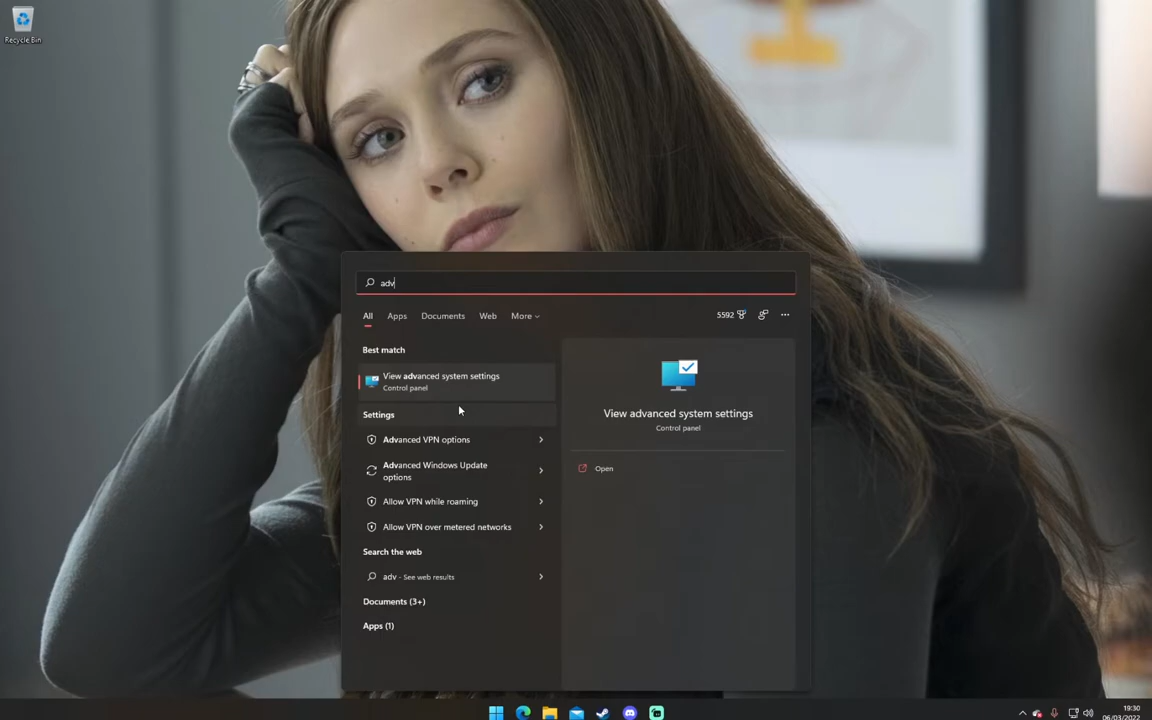 Recycle Bin
adv
All Apps Documents Web More 5592
Best match
View advanced system settings
Control panel
Settings
Advanced VPN options
Advanced Windows Update
options
Allow VPN while roaming
Allow VPN over metered networks
Search the web
adv - See web results
Documents (3+)
Apps (1)
View advanced system settings
Control panel
Open
19:30
06/03/2022